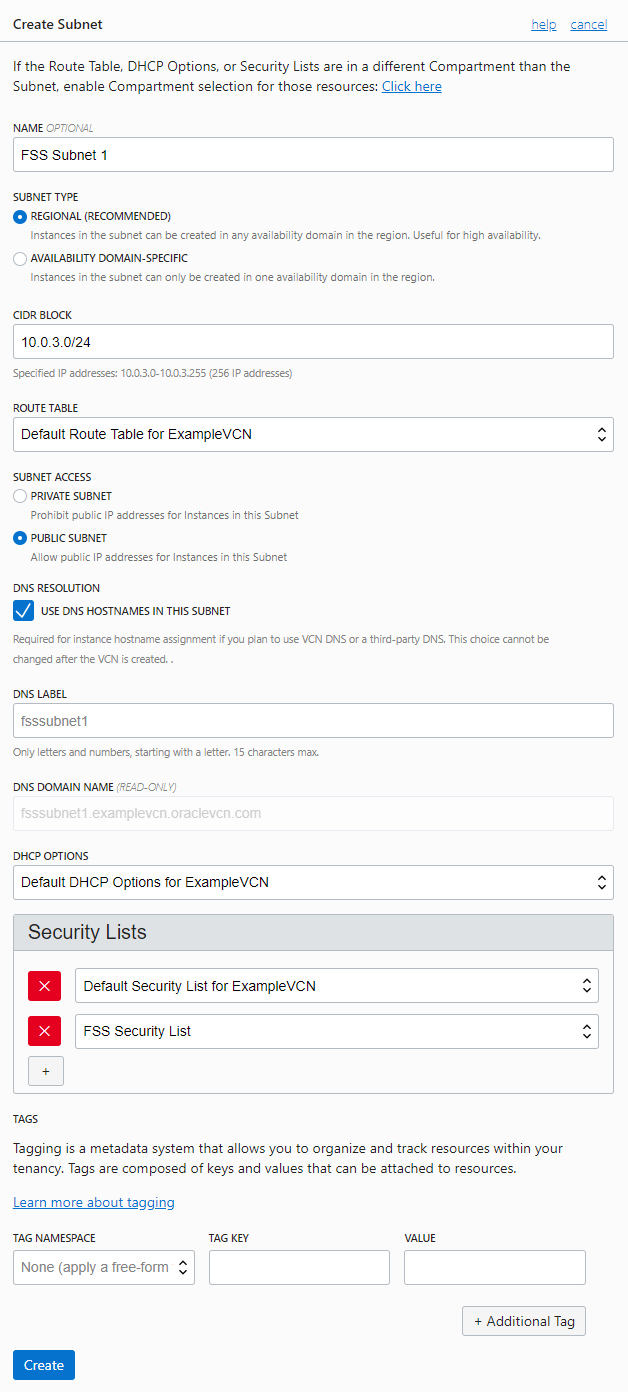 Create Subnet help cancel
If the Route Table, DHCP Options, or Security Lists are in a different Compartment than the
Subnet, enable Compartment selection for those resources: Click here
NAME OPTIONAL
FSS Subnet 1
SUBNET TYPE
REGIONAL (RECOMMENDED)
Instances in the subnet can be created in any availability domain in the region. Useful for high availability.
AVAILABILITY DOMAIN-SPECIFIC
Instances in the subnet can only be created in one availability domain in the region.
CIDR BLOCK
10.0.3.0/24
Specified IP addresses: 10.0.3.0-10.0.3.255 (256 IP addresses)
ROUTE TABLE
Default Route Table for ExampleVCN
SUBNET ACCESS
PRIVATE SUBNET
Prohibit public IP addresses for Instances in this Subnet
PUBLIC SUBNET
Allow public IP addresses for Instances in this Subnet
DNS RESOLUTION
USE DNS HOSTNAMES IN THIS SUBNET
Required for instance hostname assignment if you plan to use VCN DNS or a third-party DNS. This choice cannot be
changed after the VCN is created. .
DNS LABEL
fsssubnet1
Only letters and numbers, starting with a letter. 15 characters max.
DNS DOMAIN NAME (READ-ONLY)
fsssubnet1.examplevcn.oraclevcn.com
DHCP OPTIONS
Default DHCP Options for ExampleVCN
Security Lists
Default Security List for ExampleVCN
FSS Security List
+
TAGS
Tagging is a metadata system that allows you to organize and track resources within your
tenancy. Tags are composed of keys and values that can be attached to resources.
Learn more about tagging
TAG NAMESPACE TAG KEY VALUE
None (apply a free-form
+ Additional Tag
Create